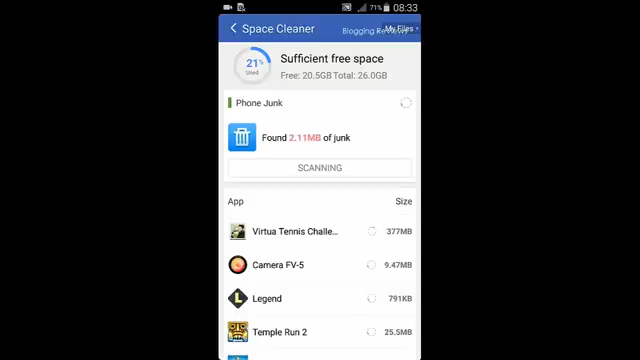 71% 08:33
Space Cleaner
Blogging Reviews My Files
21%
Used
Sufficient free space
Free: 20.5GB Total: 26.0GB
Phone Junk
Found 2.11MB of junk
SCANNING
App Size
Virtua Tennis Challe... 377MB
Camera FV-5 9.47MB
L Legend 791KB
Temple Run 2 25.5MB